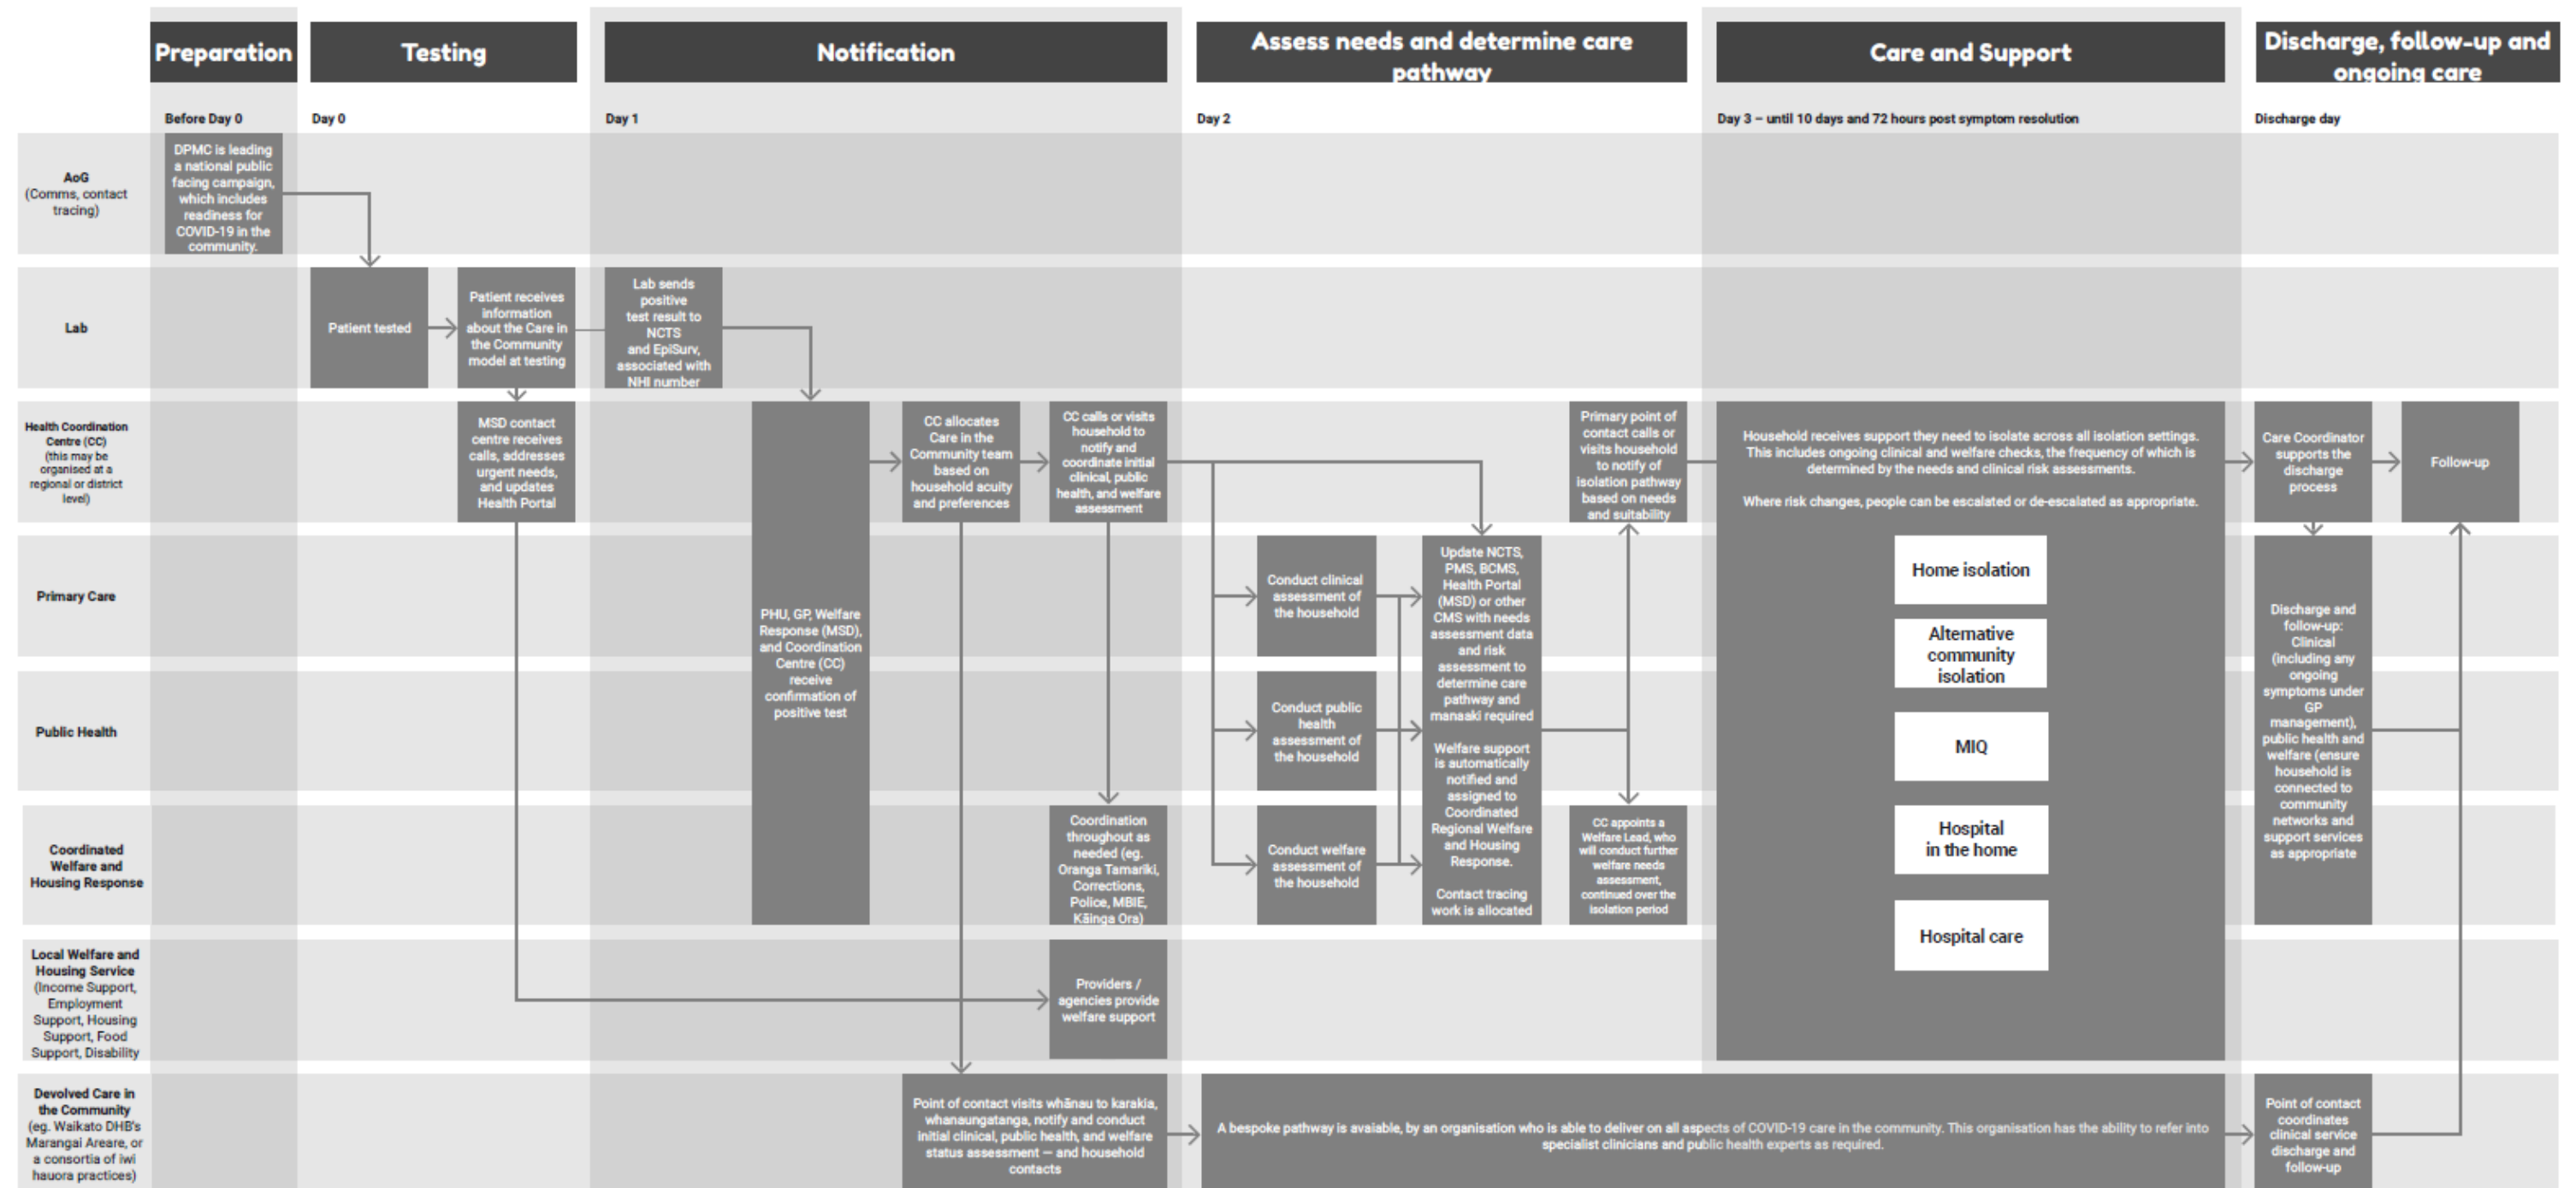 Preparation
Testing
Notification
Assess needs and determine care
pathway
Care and Support
Discharge, follow-up and
ongoing care
Before Day 0
Day 0
Day 1
Day 2
Day 3 – until 10 days and 72 hours post symptom resolution
Discharge day
AoG
(Comms, contact
tracing)
DPMC is leading
a national public
facing campaign,
which includes
readiness for
COVID-19 in the
community.
Lab
Patient tested
Patient receives
information
about the Care in
the Community
model at testing
Lab sends
positive
test result to
NCTS
and EpiSurv,
associated with
NHI number
Health Coordination
Centre (CC)
(this may be
organised at a
regional or district
level)
MSD contact
centre receives
calls, addresses
urgent needs,
and updates
Health Portal
PHU, GP, Welfare
Response (MSD),
and Coordination
Centre (CC)
receive
confirmation of
positive test
CC allocates
Care in the
Community team
based on
household acuity
and preferences
CC calls or visits
household to
notify and
coordinate initial
clinical, public
health, and welfare
assessment
Primary point of
contact calls or
visits household
to notify of
isolation pathway
based on needs
and suitability
Household receives support they need to isolate across all isolation settings.
This includes ongoing clinical and welfare checks, the frequency of which is
determined by the needs and clinical risk assessments.
Where risk changes, people can be escalated or de-escalated as appropriate.
Care Coordinator
supports the
discharge
process
Follow-up
Primary Care
Conduct clinical
assessment of
the household
Update NCTS,
PMS, BCMS,
Health Portal
(MSD) or other
CMS with needs
assessment data
and risk
assessment to
determine care
pathway and
manaaki required
Welfare support
is automatically
notified and
assigned to
Coordinated
Regional Welfare
and Housing
Response.
Contact tracing
work is allocated
Home isolation
Alternative
community
isolation
MIQ
Hospital
in the home
Hospital care
Discharge and
follow-up:
Clinical
(including any
ongoing
symptoms under
GP
management),
public health and
welfare (ensure
household is
connected to
community
networks and
support services
as appropriate
Public Health
Conduct public
health
assessment of
the household
Coordinated
Welfare and
Housing Response
Coordination
throughout as
needed (eg.
Oranga Tamariki,
Corrections,
Police, MBIE,
Kāinga Ora)
Conduct welfare
assessment of
the household
CC appoints a
Welfare Lead, who
will conduct further
welfare needs
assessment,
continued over the
isolation period
Local Welfare and
Housing Service
(Income Support,
Employment
Support, Housing
Support, Food
Support, Disability
Providers /
agencies provide
welfare support
Devolved Care in
the Community
(eg. Waikato DHB's
Marangai Areare, or
a consortia of iwi
hauora practices)
Point of contact visits whānau to karakia,
whanaungatanga, notify and conduct
initial clinical, public health, and welfare
status assessment — and household
contacts
A bespoke pathway is avaiable, by an organisation who is able to deliver on all aspects of COVID-19 care in the community. This organisation has the ability to refer into
specialist clinicians and public health experts as required.
Point of contact
coordinates
clinical service
discharge and
follow-up